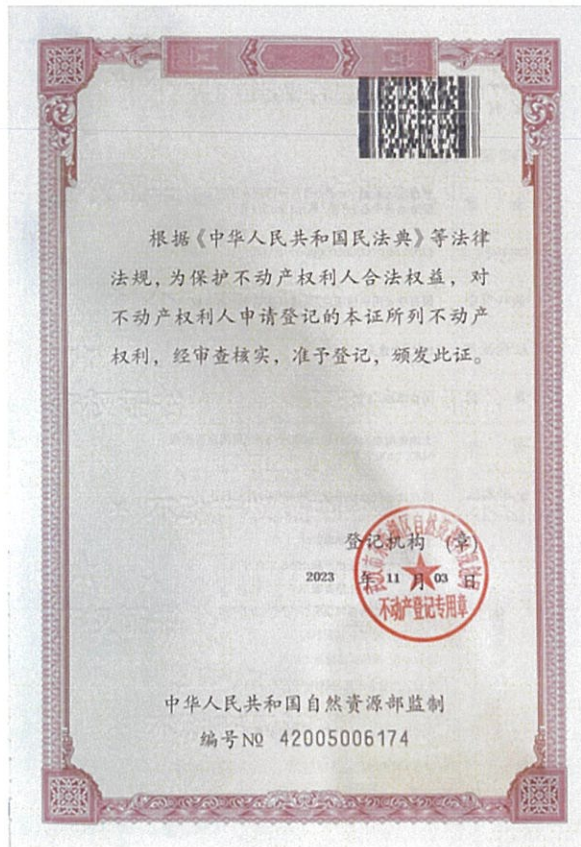 根据《中华人民共和国民法典》等法律
法规，为保护不动产权利人合法权益，对
不动产权利人申请登记的本证所列不动产
权利，经审查核实，准予登记，颁发此证。
登记机构（章）
2023 年 11 月 03 日
不动产登记专用章
中华人民共和国自然资源部监制
编号№ 42005006174